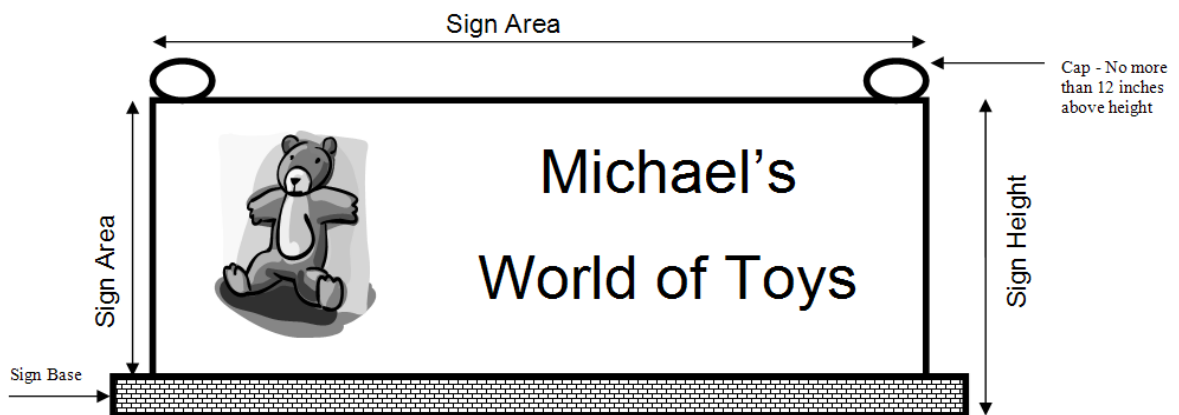 Sign Area
Cap - No more
than 12 inches
above height
Michael’s
World of Toys
Sign Area
Sign Height
Sign Base